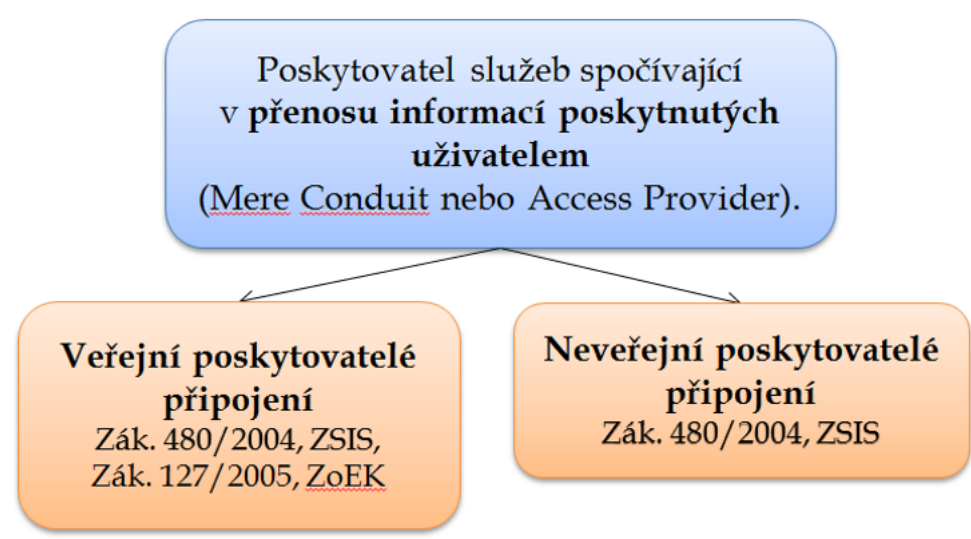 Poskytovatel služeb spočívající
v přenosu informací poskytnutých
uživatelem
(Mere Conduit nebo Access Provider).
Veřejní poskytovatelé
připojení
Zák. 480/2004, ZSIS,
Zák. 127/2005, ZoEK
Neveřejní poskytovatelé
připojení
Zák. 480/2004, ZSIS